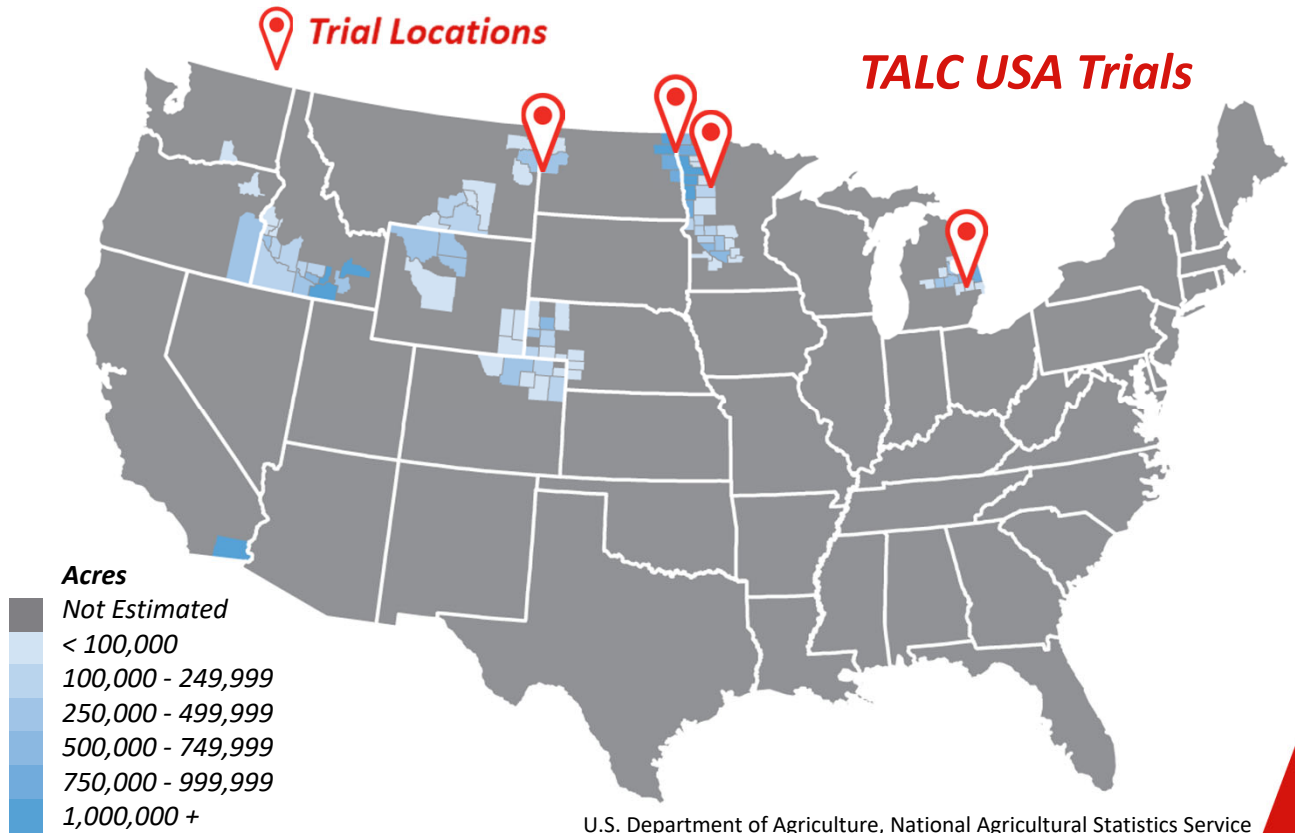 Trial Locations
TALC USA Trials
Acres
Not Estimated
< 100,000
100,000 - 249,999
250,000 - 499,999
500,000 - 749,999
750,000 - 999,999
1,000,000 +
U.S. Department of Agriculture, National Agricultural Statistics Service